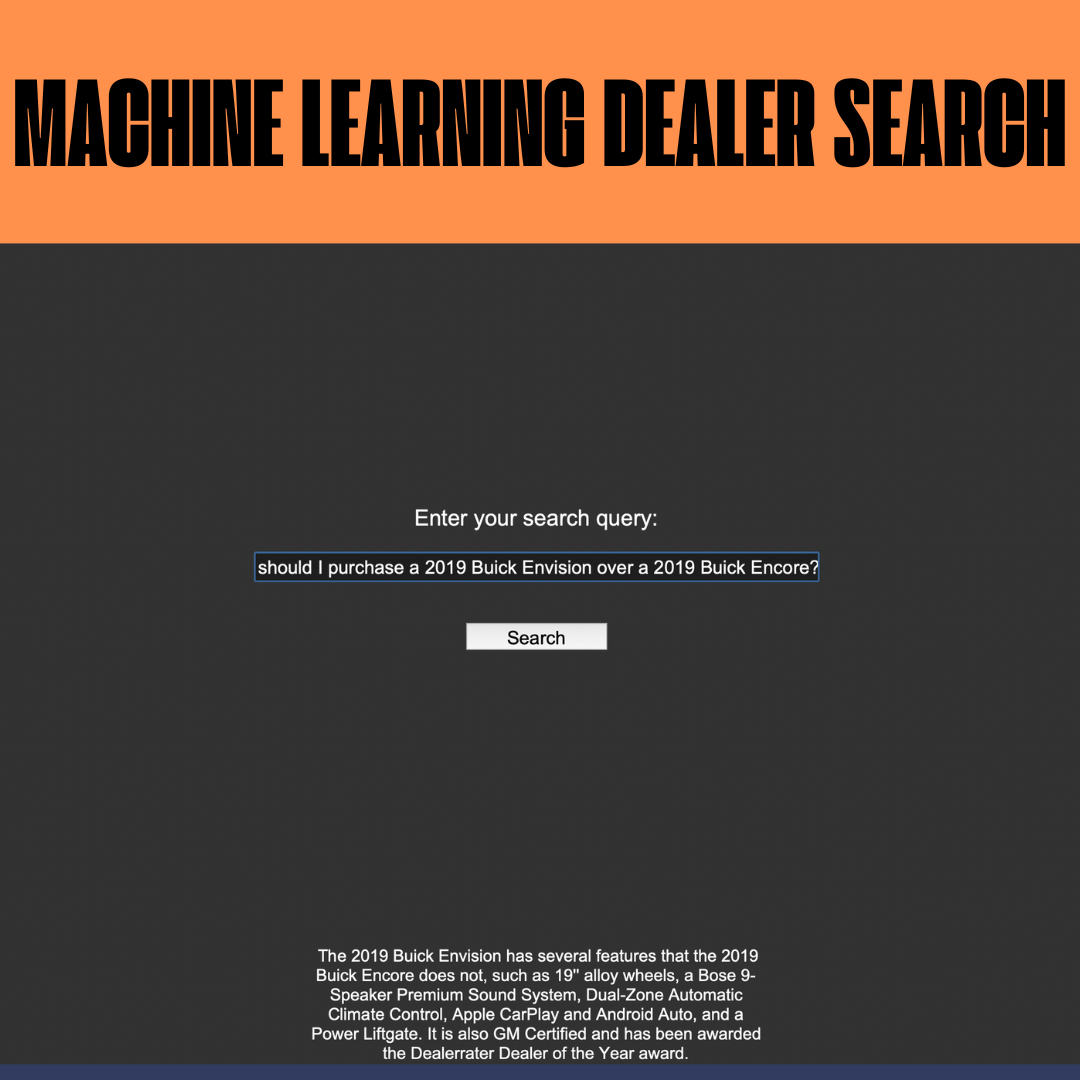 MACHINE LEARNING DEALER SEARCH
Enter your search query:
should I purchase a 2019 Buick Envision over a 2019 Buick Encore?
Search
The 2019 Buick Envision has several features that the 2019
Buick Encore does not, such as 19" alloy wheels, a Bose 9-
Speaker Premium Sound System, Dual-Zone Automatic
Climate Control, Apple CarPlay and Android Auto, and a
Power Liftgate. It is also GM Certified and has been awarded
the Dealerrater Dealer of the Year award.